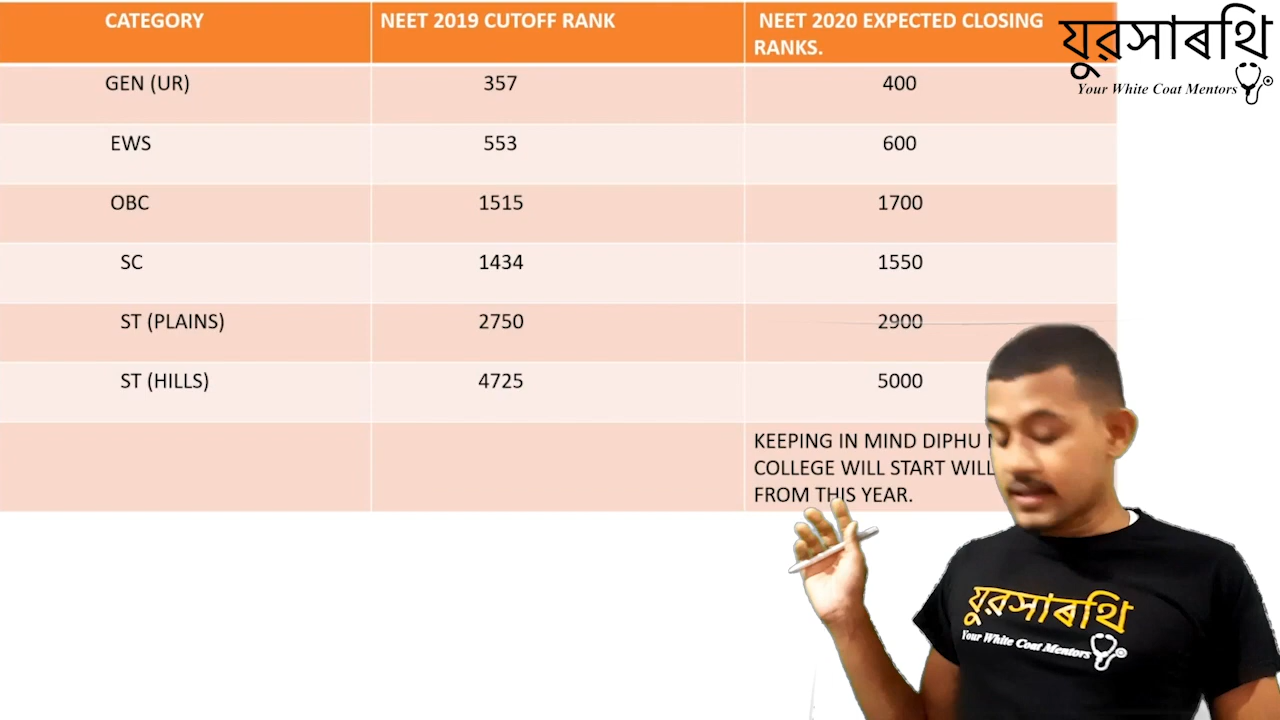 CATEGORY
NEET 2019 CUTOFF RANK
NEET 2020 EXPECTED CLOSING
RANKS.
যুৱসাৰথি
Your White Coat Mentors
GEN (UR)
357
400
EWS
553
600
OBC
1515
1700
SC
1434
1550
ST (PLAINS)
2750
2900
ST (HILLS)
4725
5000
KEEPING IN MIND DIPHU
COLLEGE WILL START WILL
FROM THIS YEAR.
যুৱসাৰথি
Your White Coat Mentors